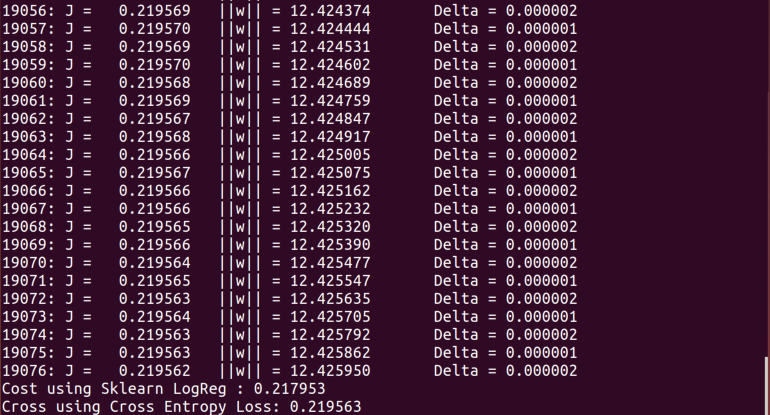 19056: J =   0.219569   ||w|| = 12.424374       Delta = 0.000002
19057: J =   0.219570   ||w|| = 12.424444       Delta = 0.000001
19058: J =   0.219569   ||w|| = 12.424531       Delta = 0.000002
19059: J =   0.219570   ||w|| = 12.424602       Delta = 0.000001
19060: J =   0.219568   ||w|| = 12.424689       Delta = 0.000002
19061: J =   0.219569   ||w|| = 12.424759       Delta = 0.000001
19062: J =   0.219567   ||w|| = 12.424847       Delta = 0.000002
19063: J =   0.219568   ||w|| = 12.424917       Delta = 0.000001
19064: J =   0.219566   ||w|| = 12.425005       Delta = 0.000002
19065: J =   0.219567   ||w|| = 12.425075       Delta = 0.000001
19066: J =   0.219566   ||w|| = 12.425162       Delta = 0.000002
19067: J =   0.219566   ||w|| = 12.425232       Delta = 0.000001
19068: J =   0.219565   ||w|| = 12.425320       Delta = 0.000002
19069: J =   0.219566   ||w|| = 12.425390       Delta = 0.000001
19070: J =   0.219564   ||w|| = 12.425477       Delta = 0.000002
19071: J =   0.219565   ||w|| = 12.425547       Delta = 0.000001
19072: J =   0.219563   ||w|| = 12.425635       Delta = 0.000002
19073: J =   0.219564   ||w|| = 12.425705       Delta = 0.000001
19074: J =   0.219563   ||w|| = 12.425792       Delta = 0.000002
19075: J =   0.219563   ||w|| = 12.425862       Delta = 0.000001
19076: J =   0.219562   ||w|| = 12.425950       Delta = 0.000002
Cost using Sklearn LogReg : 0.217953
Cross using Cross Entropy Loss: 0.219563